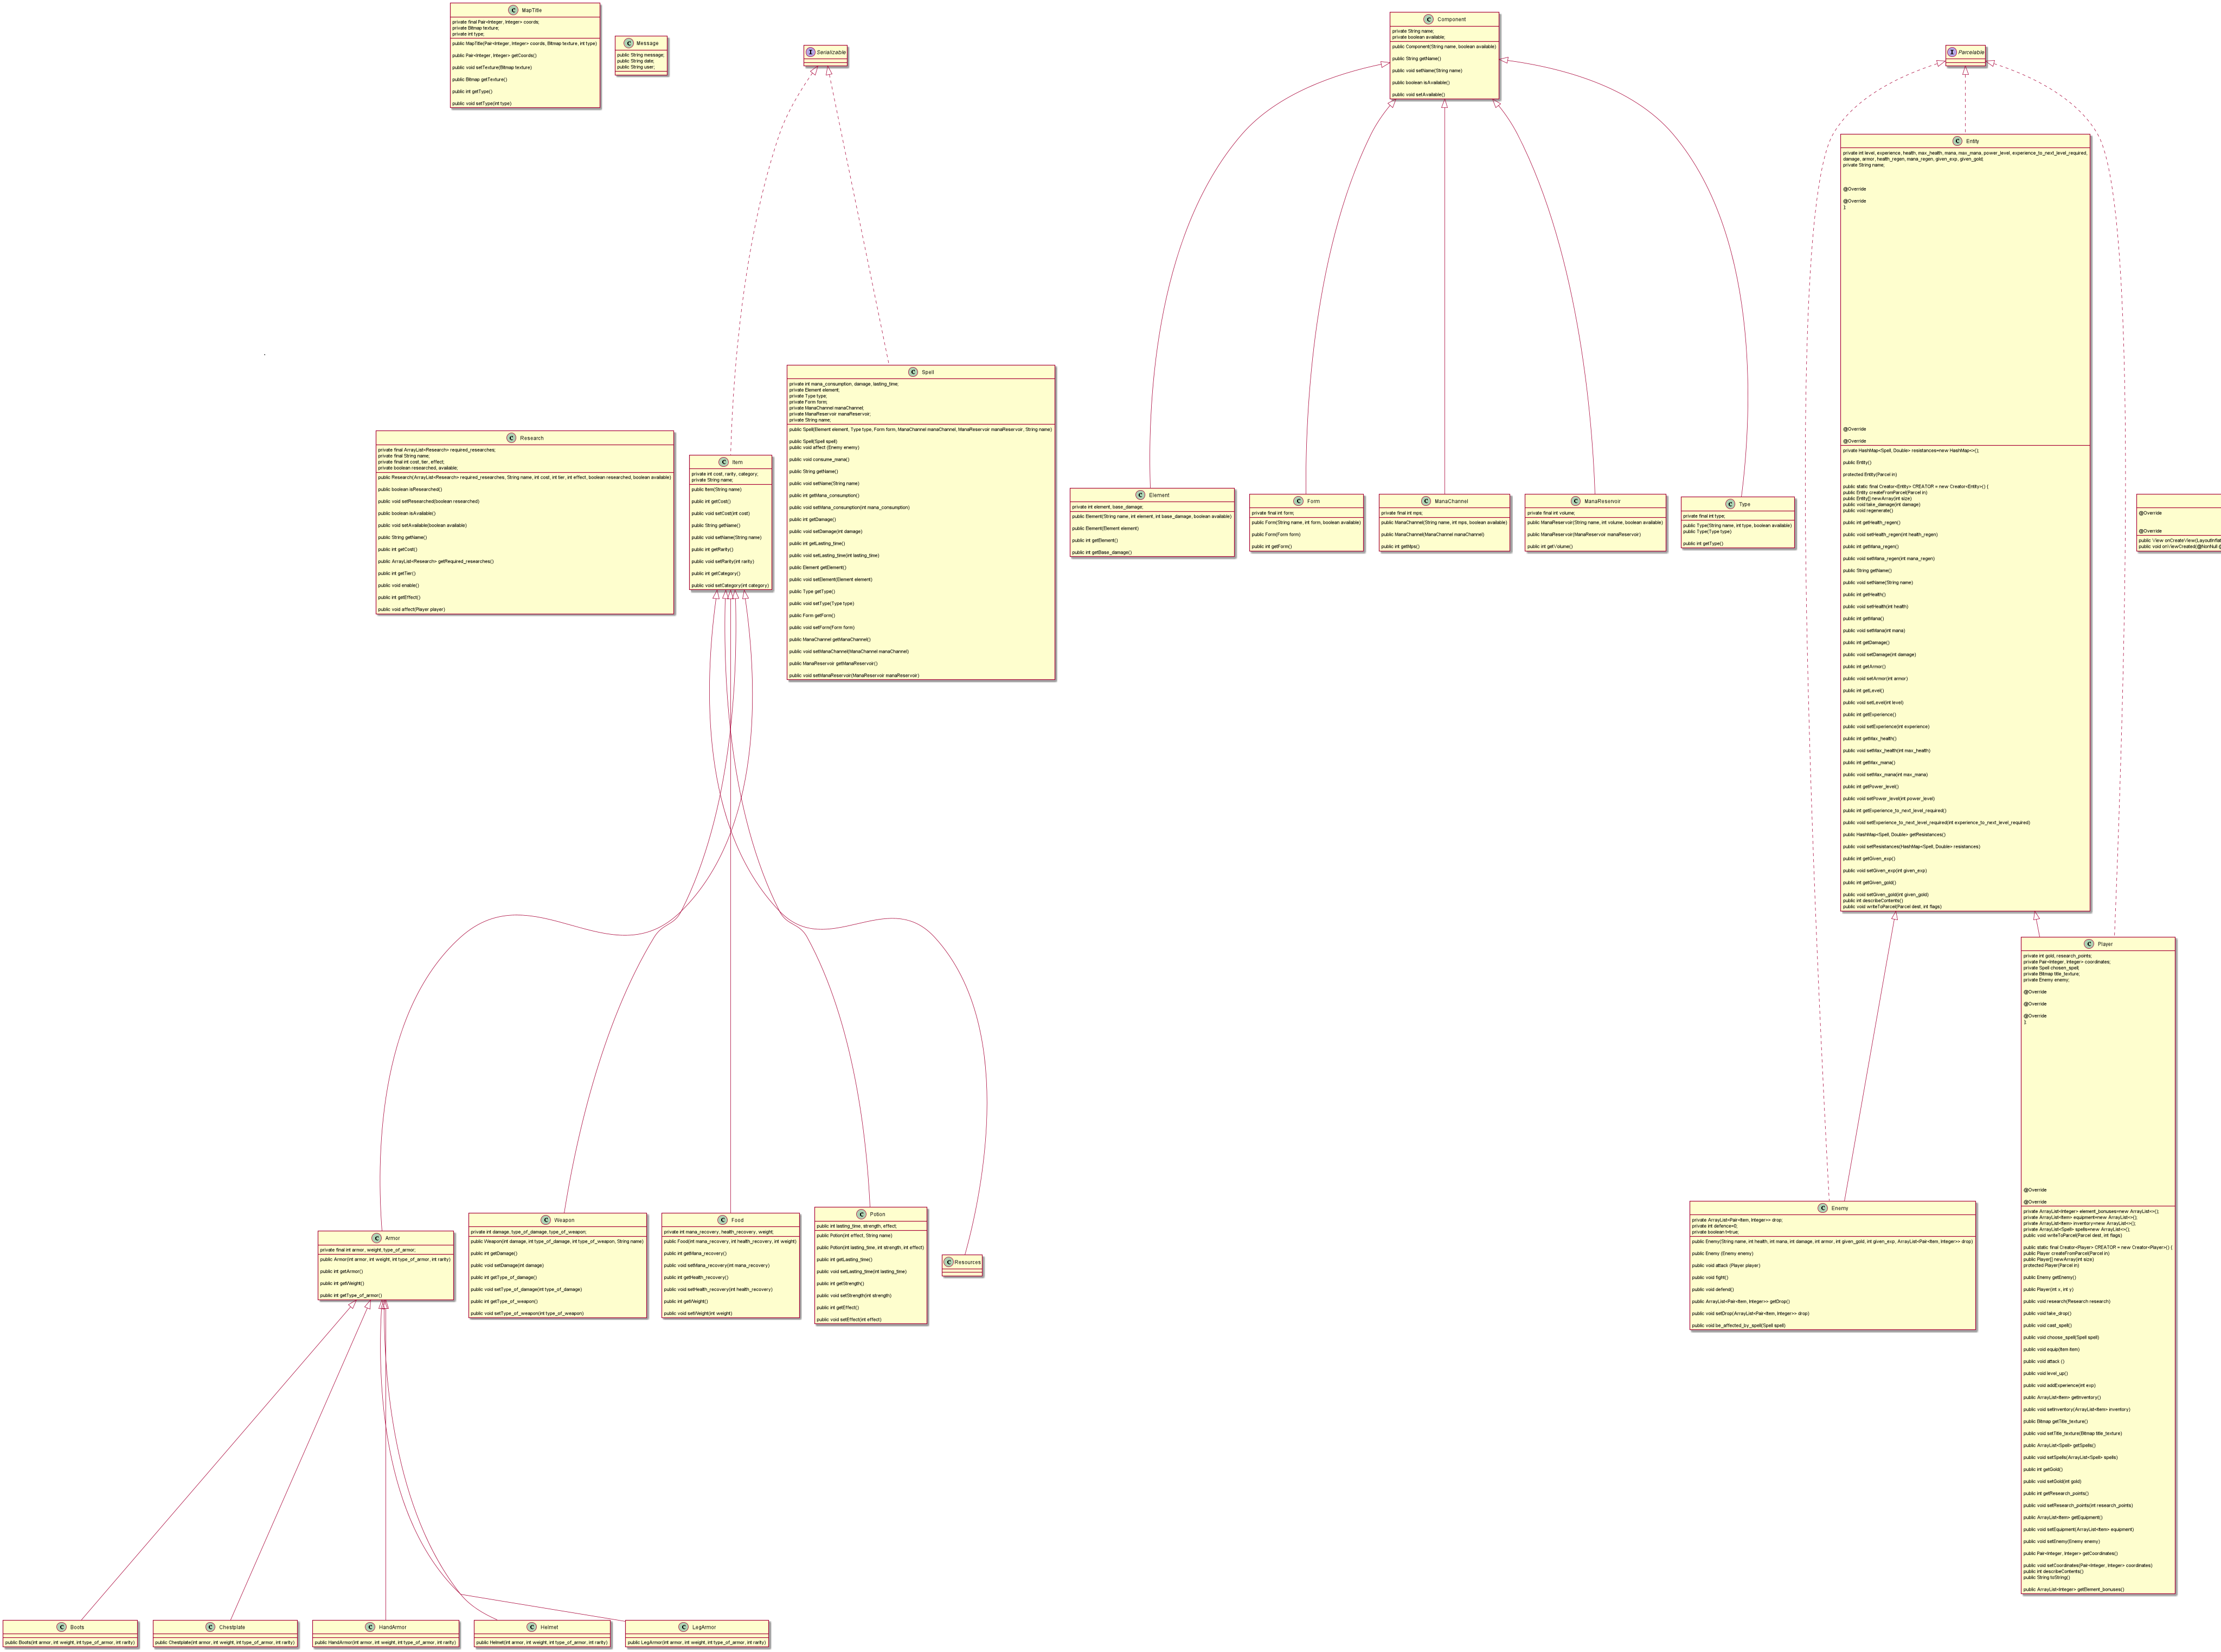 MapTitle
private final Pair<Integer, Integer> coords;
private Bitmap texture;
private int type;
public MapTitle(Pair<Integer, Integer> coords, Bitmap texture, int type)
public Pair<Integer, Integer> getCoords()
public void setTexture(Bitmap texture)
public Bitmap getTexture()
public int getType()
public void setType(int type)
Message
public String message;
public String date;
public String user;
Serializable
Component
private String name;
private boolean available;
public Component(String name, boolean available)
public String getName()
public void setName(String name)
public boolean isAvailable()
public void setAvailable()
Parcelable
Entity
private int level, experience, health, max_health, mana, max_mana, power_level, experience_to_next_level_required,
damage, armor, health_regen, mana_regen, given_exp, given_gold;
private String name;
@Override
@Override
}
@Override
@Override
private HashMap<Spell, Double> resistances=new HashMap<>();
public Entity()
protected Entity(Parcel in)
public static final Creator<Entity> CREATOR = new Creator<Entity>() {
public Entity createFromParcel(Parcel in)
public Entity[] newArray(int size)
public void take_damage(int damage)
public void regenerate()
public int getHealth_regen()
public void setHealth_regen(int health_regen)
public int getMana_regen()
public void setMana_regen(int mana_regen)
public String getName()
public void setName(String name)
public int getHealth()
public void setHealth(int health)
public int getMana()
public void setMana(int mana)
public int getDamage()
public void setDamage(int damage)
public int getArmor()
public void setArmor(int armor)
public int getLevel()
public void setLevel(int level)
public int getExperience()
public void setExperience(int experience)
public int getMax_health()
public void setMax_health(int max_health)
public int getMax_mana()
public void setMax_mana(int max_mana)
public int getPower_level()
public void setPower_level(int power_level)
public int getExperience_to_next_level_required()
public void setExperience_to_next_level_required(int experience_to_next_level_required)
public HashMap<Spell, Double> getResistances()
public void setResistances(HashMap<Spell, Double> resistances)
public int getGiven_exp()
public void setGiven_exp(int given_exp)
public int getGiven_gold()
public void setGiven_gold(int given_gold)
public int describeContents()
public void writeToParcel(Parcel dest, int flags)
Research
private final ArrayList<Research> required_researches;
private final String name;
private final int cost, tier, effect;
private boolean researched, available;
public Research(ArrayList<Research> required_researches, String name, int cost, int tier, int effect, boolean researched, boolean available)
public boolean isResearched()
public void setResearched(boolean researched)
public boolean isAvailable()
public void setAvailable(boolean available)
public String getName()
public int getCost()
public ArrayList<Research> getRequired_researches()
public int getTier()
public void enable()
public int getEffect()
public void affect(Player player)
Item
private int cost, rarity, category;
private String name;
public Item(String name)
public int getCost()
public void setCost(int cost)
public String getName()
public void setName(String name)
public int getRarity()
public void setRarity(int rarity)
public int getCategory()
public void setCategory(int category)
Spell
private int mana_consumption, damage, lasting_time;
private Element element;
private Type type;
private Form form;
private ManaChannel manaChannel;
private ManaReservoir manaReservoir;
private String name;
public Spell(Element element, Type type, Form form, ManaChannel manaChannel, ManaReservoir manaReservoir, String name)
public Spell(Spell spell)
public void affect (Enemy enemy)
public void consume_mana()
public String getName()
public void setName(String name)
public int getMana_consumption()
public void setMana_consumption(int mana_consumption)
public int getDamage()
public void setDamage(int damage)
public int getLasting_time()
public void setLasting_time(int lasting_time)
public Element getElement()
public void setElement(Element element)
public Type getType()
public void setType(Type type)
public Form getForm()
public void setForm(Form form)
public ManaChannel getManaChannel()
public void setManaChannel(ManaChannel manaChannel)
public ManaReservoir getManaReservoir()
public void setManaReservoir(ManaReservoir manaReservoir)
Element
private int element, base_damage;
public Element(String name, int element, int base_damage, boolean available)
public Element(Element element)
public int getElement()
public int getBase_damage()
Form
private final int form;
public Form(String name, int form, boolean available)
public Form(Form form)
public int getForm()
ManaChannel
private final int mps;
public ManaChannel(String name, int mps, boolean available)
public ManaChannel(ManaChannel manaChannel)
public int getMps()
ManaReservoir
private final int volume;
public ManaReservoir(String name, int volume, boolean available)
public ManaReservoir(ManaReservoir manaReservoir)
public int getVolume()
Type
private final int type;
public Type(String name, int type, boolean available)
public Type(Type type)
public int getType()
@Override
@Override
public View onCreateView(LayoutInflat
public void onViewCreated(@NonNull
Player
private int gold, research_points;
private Pair<Integer, Integer> coordinates;
private Spell chosen_spell;
private Bitmap title_texture;
private Enemy enemy;
@Override
@Override
@Override
}
@Override
@Override
private ArrayList<Integer> element_bonuses=new ArrayList<>();
private ArrayList<Item> equipment=new ArrayList<>();
private ArrayList<Item> inventory=new ArrayList<>();
private ArrayList<Spell> spells=new ArrayList<>();
public void writeToParcel(Parcel dest, int flags)
public static final Creator<Player> CREATOR = new Creator<Player>() {
public Player createFromParcel(Parcel in)
public Player[] newArray(int size)
protected Player(Parcel in)
public Enemy getEnemy()
public Player(int x, int y)
public void research(Research research)
public void take_drop()
public void cast_spell()
public void choose_spell(Spell spell)
public void equip(Item item)
public void attack ()
public void level_up()
public void addExperience(int exp)
public ArrayList<Item> getInventory()
public void setInventory(ArrayList<Item> inventory)
public Bitmap getTitle_texture()
public void setTitle_texture(Bitmap title_texture)
public ArrayList<Spell> getSpells()
public void setSpells(ArrayList<Spell> spells)
public int getGold()
public void setGold(int gold)
public int getResearch_points()
public void setResearch_points(int research_points)
public ArrayList<Item> getEquipment()
public void setEquipment(ArrayList<Item> equipment)
public void setEnemy(Enemy enemy)
public Pair<Integer, Integer> getCoordinates()
public void setCoordinates(Pair<Integer, Integer> coordinates)
public int describeContents()
public String toString()
public ArrayList<Integer> getElement_bonuses()
Enemy
private ArrayList<Pair<Item, Integer>> drop;
private int defence=0;
private boolean t=true;
public Enemy(String name, int health, int mana, int damage, int armor, int given_gold, int given_exp, ArrayList<Pair<Item, Integer>> drop)
public Enemy (Enemy enemy)
public void attack (Player player)
public void fight()
public void defend()
public ArrayList<Pair<Item, Integer>> getDrop()
public void setDrop(ArrayList<Pair<Item, Integer>> drop)
public void be_affected_by_spell(Spell spell)
Armor
private final int armor, weight, type_of_armor;
public Armor(int armor, int weight, int type_of_armor, int rarity)
public int getArmor()
public int getWeight()
public int getType_of_armor()
Weapon
private int damage, type_of_damage, type_of_weapon;
public Weapon(int damage, int type_of_damage, int type_of_weapon, String name)
public int getDamage()
public void setDamage(int damage)
public int getType_of_damage()
public void setType_of_damage(int type_of_damage)
public int getType_of_weapon()
public void setType_of_weapon(int type_of_weapon)
Food
private int mana_recovery, health_recovery, weight;
public Food(int mana_recovery, int health_recovery, int weight)
public int getMana_recovery()
public void setMana_recovery(int mana_recovery)
public int getHealth_recovery()
public void setHealth_recovery(int health_recovery)
public int getWeight()
public void setWeight(int weight)
Potion
public int lasting_time, strength, effect;
public Potion(int effect, String name)
public Potion(int lasting_time, int strength, int effect)
public int getLasting_time()
public void setLasting_time(int lasting_time)
public int getStrength()
public void setStrength(int strength)
public int getEffect()
public void setEffect(int effect)
Resources
Boots
public Boots(int armor, int weight, int type_of_armor, int rarity)
Chestplate
public Chestplate(int armor, int weight, int type_of_armor, int rarity)
HandArmor
public HandArmor(int armor, int weight, int type_of_armor, int rarity)
Helmet
public Helmet(int armor, int weight, int type_of_armor, int rarity)
LegArmor
public LegArmor(int armor, int weight, int type_of_armor, int rarity)